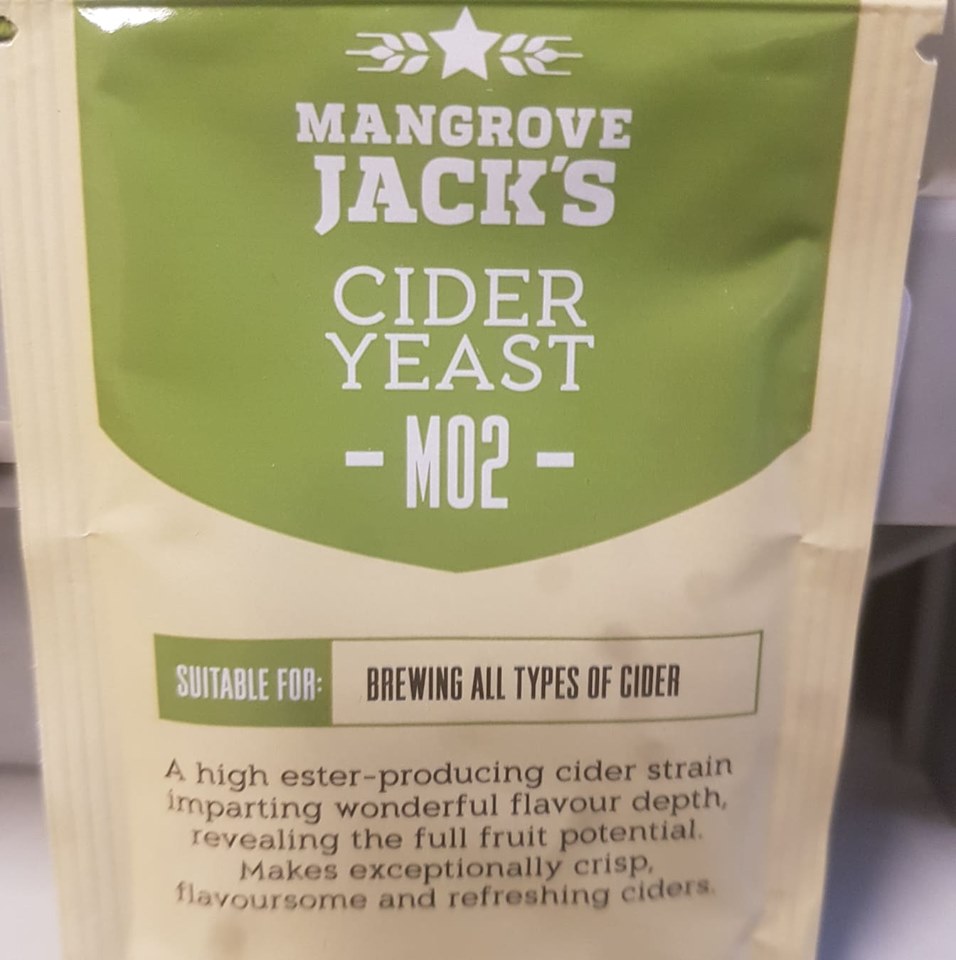 MANGROVE
JACK'S
CIDER
YEAST
- M02 -
SUITABLE FOR: BREWING ALL TYPES OF CIDER
A high ester-producing cider strain
imparting wonderful flavour depth,
revealing the full fruit potential.
Makes exceptionally crisp,
flavoursome and refreshing ciders.